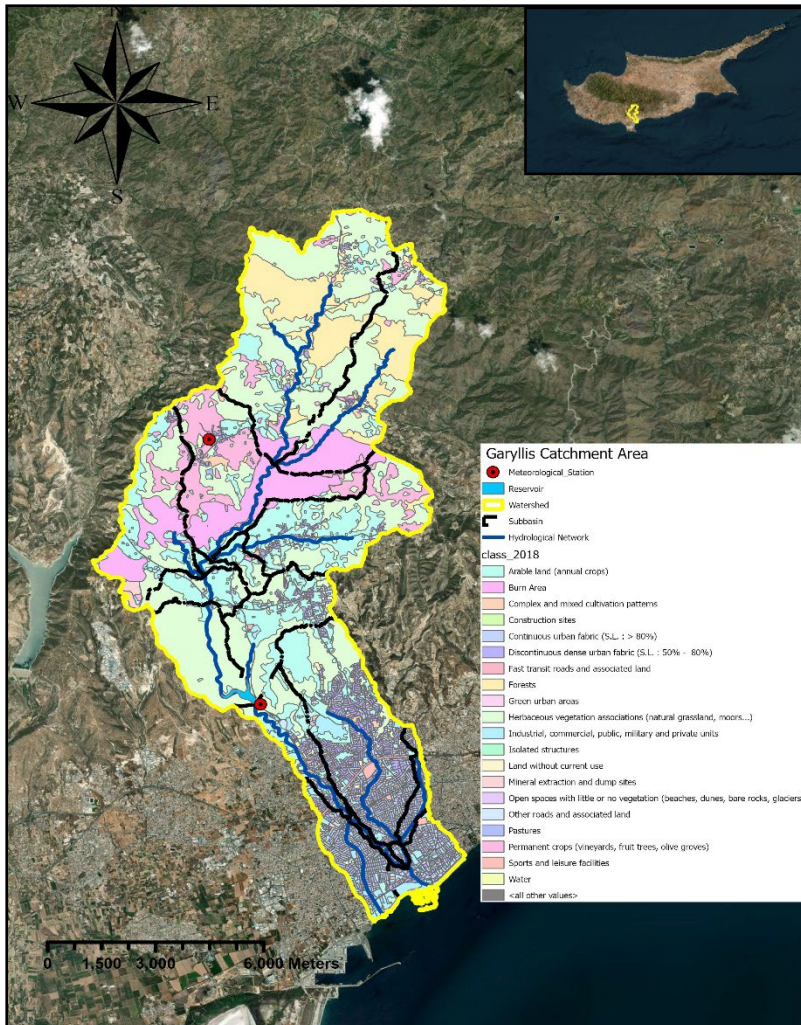 N
W E
S
Garyllis Catchment Area
Meteorological_Station
Reservoir
Watershed
Subbasin
Hydrological Network
class_2018
Arable land (annual crops)
Burn Area
Complex and mixed cultivation patterns
Construction sites
Continuous urban fabric (S.L. : > 80%)
Discontinuous dense urban fabric (S.L. : 50% - 80%)
Fast transit roads and associated land
Forests
Green urban areas
Herbaceous vegetation associations (natural grassland, moors...)
Industrial, commercial, public, military and private units
Isolated structures
Land without current use
Mineral extraction and dump sites
Open spaces with little or no vegetation (beaches, dunes, bare rocks, glaciers
Other roads and associated land
Pastures
Permanent crops (vineyards, fruit trees, olive groves)
Sports and leisure facilities
Water
<all other values>
0 1,500 3,000 6,000 Meters